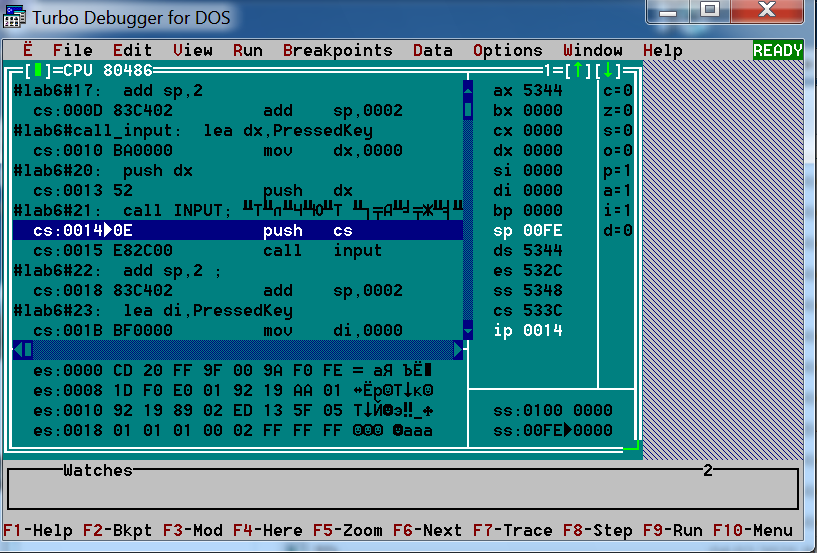 Turbo Debugger for DOS
Ë File Edit View Run Breakpoints Data Options Window Help READY
[■]=CPU 80486 1=[↑][↓]
#lab6#17: add sp,2
cs:000D 83C402 add sp,0002
#lab6#call_input: lea dx,PressedKey
cs:0010 BA0000 mov dx,0000
#lab6#20: push dx
cs:0013 52 push dx
#lab6#21: call INPUT;
cs:0014►0E push cs
cs:0015 E82C00 call input
#lab6#22: add sp,2 ;
cs:0018 83C402 add sp,0002
#lab6#23: lea di,PressedKey
cs:001B BF0000 mov di,0000
ax 5344 c=0
bx 0000 z=0
cx 0000 s=0
dx 0000 o=0
si 0000 p=1
di 0000 a=1
bp 0000 i=1
sp 00FE d=0
ds 5344
es 532C
ss 5348
cs 533C
ip 0014
es:0000 CD 20 FF 9F 00 9A F0 FE = аЯ ЪЁ■
es:0008 1D F0 E0 01 92 19 AA 01 ↔Ёр☺Т↓к☺
es:0010 92 19 89 02 ED 13 5F 05 Т↓Й☻э‼_♣
es:0018 01 01 01 00 02 FF FF FF
ss:0100 0000
ss:00FE►0000
Watches 2
F1-Help F2-Bkpt F3-Mod F4-Here F5-Zoom F6-Next F7-Trace F8-Step F9-Run F10-Menu